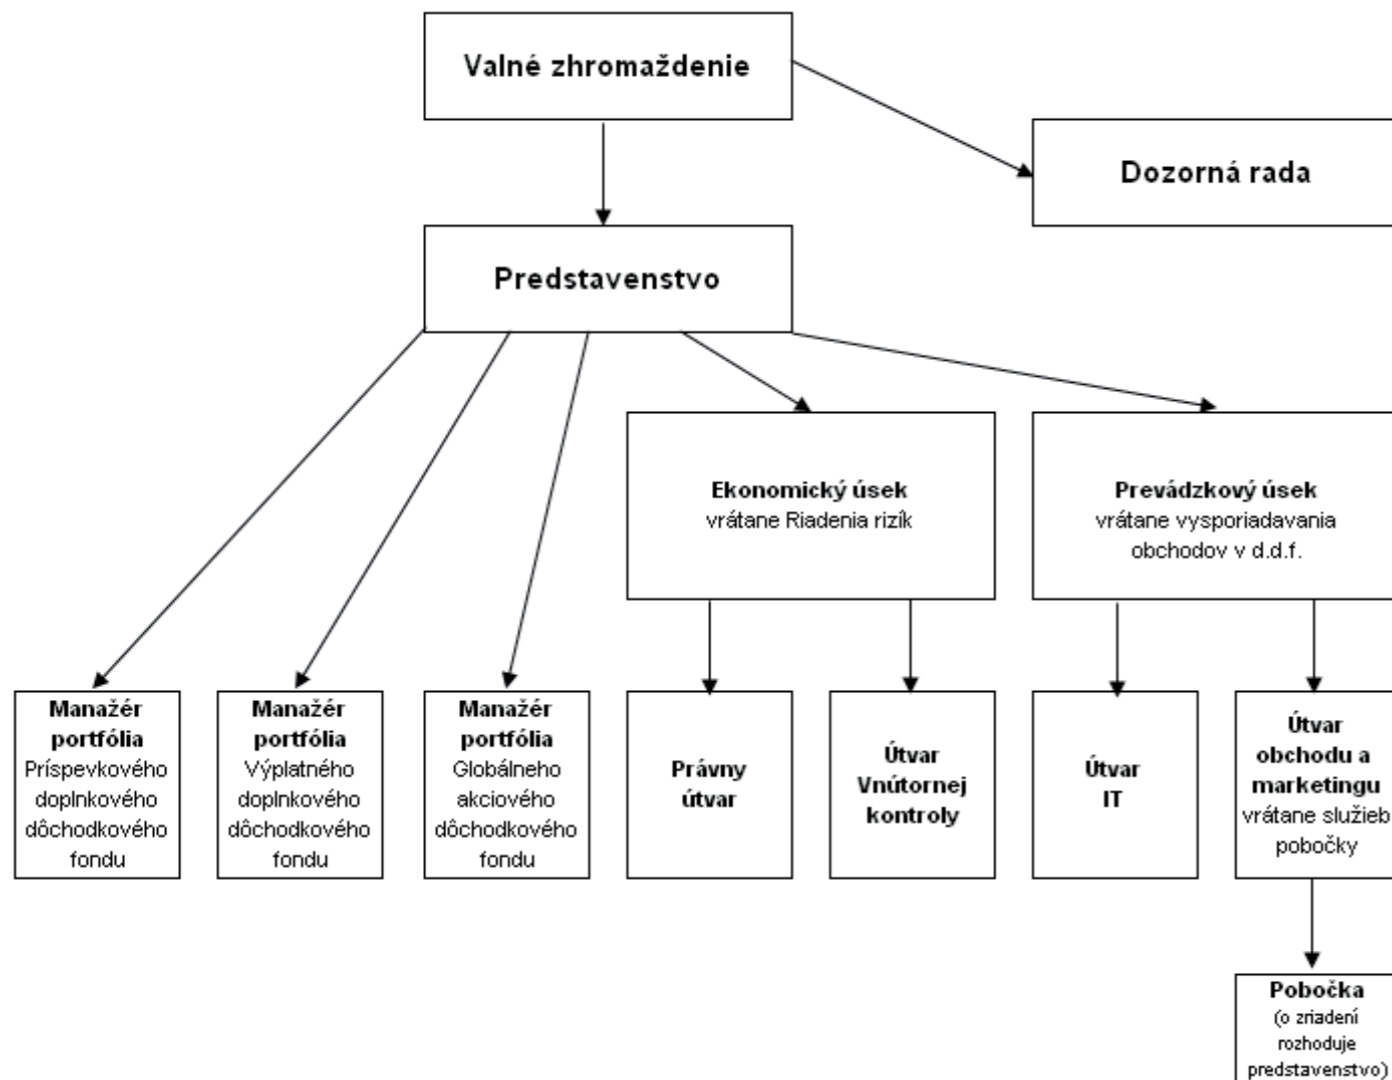 Valné zhromaždenie
Dozorná rada
Predstavenstvo
Ekonomický úsek
vrátane Riadenia rizík
Prevádzkový úsek
vrátane vysporiadavania
obchodov v d.d.f.
Manažér
portfólia
Príspevkového
doplnkového
dôchodkového
fondu
Manažér
portfólia
Výplatného
doplnkového
dôchodkového
fondu
Manažér
portfólia
Globálneho
akciového
dôchodkového
fondu
Právny
útvar
Útvar
Vnútornej
kontroly
Útvar
IT
Útvar
obchodu a
marketingu
vrátane služieb
pobočky
Pobočka
(o zriadení
rozhoduje
predstavenstvo)